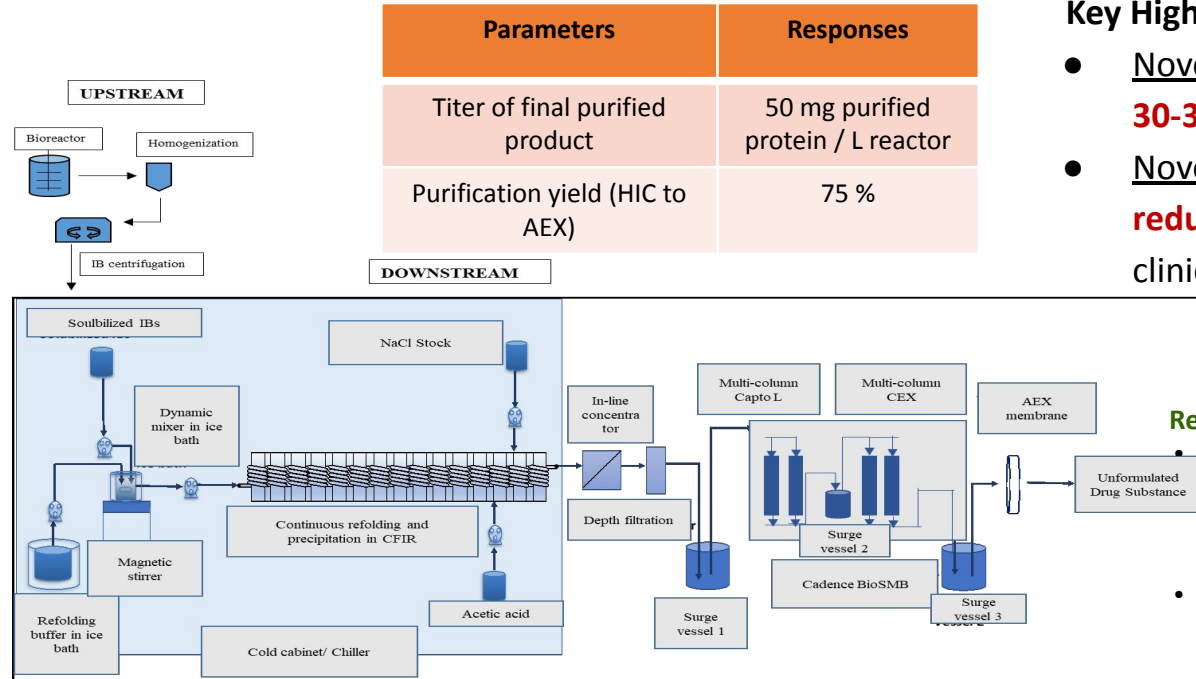 Parameters
Responses
Titer of final purified
product
50 mg purified
protein / L reactor
Purification yield (HIC to
AEX)
75 %
Key High
● Nove
30-3
● Nove
redu
clinic
UPSTREAM
Bioreactor
Homogenization
IB centrifugation
DOWNSTREAM
Soulbilized IBs
Dynamic
mixer in ice
bath
NaCl Stock
Continuous refolding and
precipitation in CFIR
Magnetic
stirrer
Refolding
buffer in ice
bath
Acetic acid
Cold cabinet/ Chiller
In-line
concentra
tor
Depth filtration
Surge
vessel 1
Multi-column
Capto L
Multi-column
CEX
Surge
vessel 2
Cadence BioSMB
AEX
membrane
Surge
vessel 3
Unformulated
Drug Substance
Re
•
•